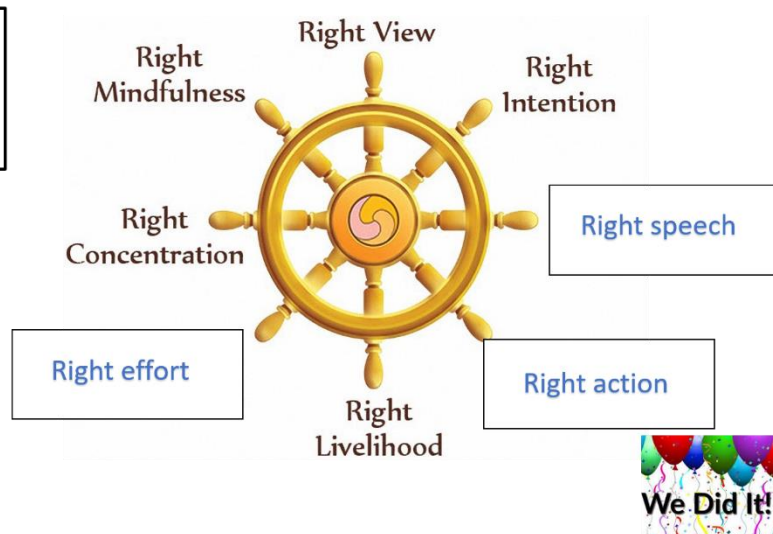 Right View
Right
Mindfulness
Right
Intention
Right
Concentration
Right speech
Right effort
Right action
Right
Livelihood
We Did It!